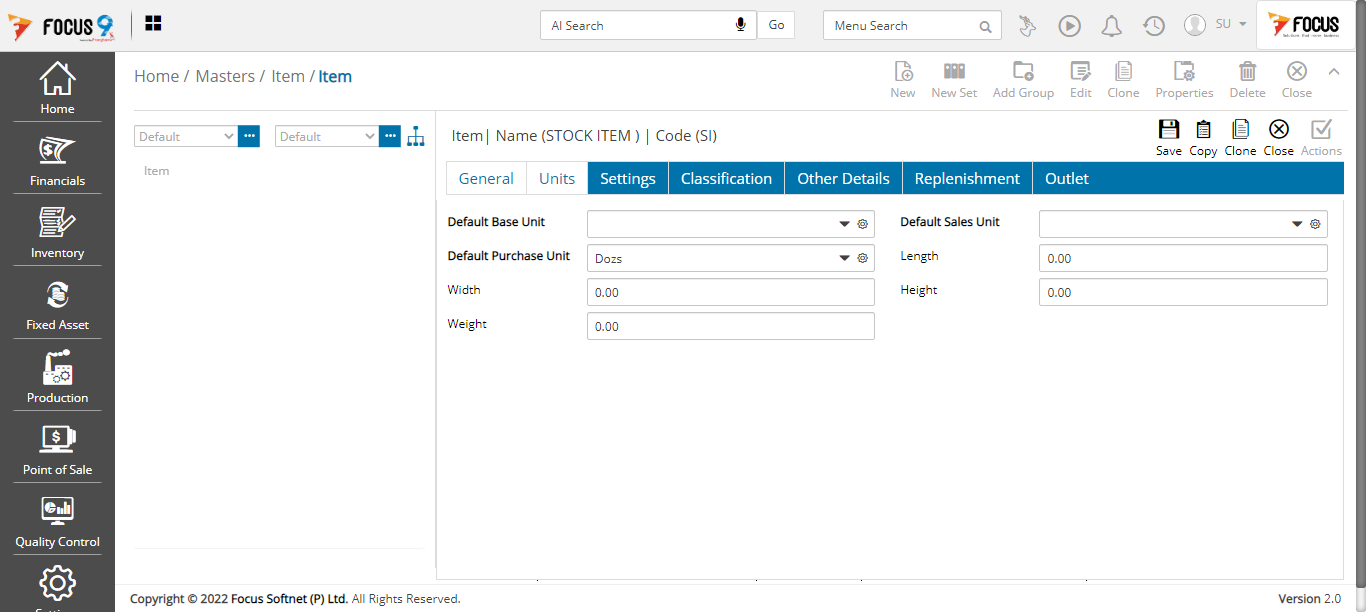 FOCUS 9
AI Search
Go
Menu Search
SU
FOCUS
Home
Financials
Inventory
Fixed Asset
Production
Point of Sale
Quality Control
Home / Masters / Item / Item
New
New Set
Add Group
Edit
Clone
Properties
Delete
Close
Default
Default
Item
Item| Name (STOCK ITEM ) | Code (SI)
Save
Copy
Clone
Close
Actions
General
Units
Settings
Classification
Other Details
Replenishment
Outlet
Default Base Unit
Default Sales Unit
Default Purchase Unit
Dozs
Length
0.00
Width
0.00
Height
0.00
Weight
0.00
Copyright © 2022 Focus Softnet (P) Ltd. All Rights Reserved.
Version 2.0